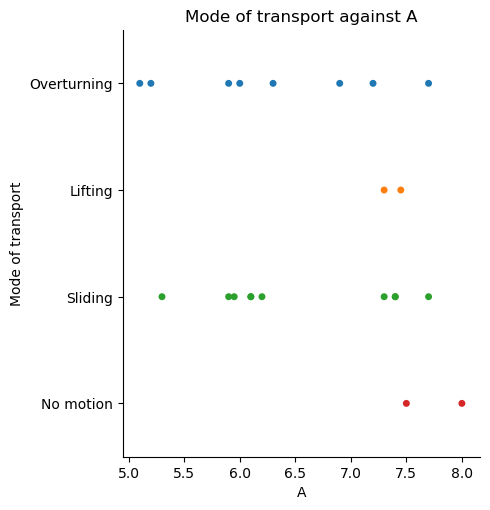 Mode of transport against A
Overturning
Lifting
Sliding
No motion
Mode of transport
5.0 5.5 6.0 6.5 7.0 7.5 8.0
A